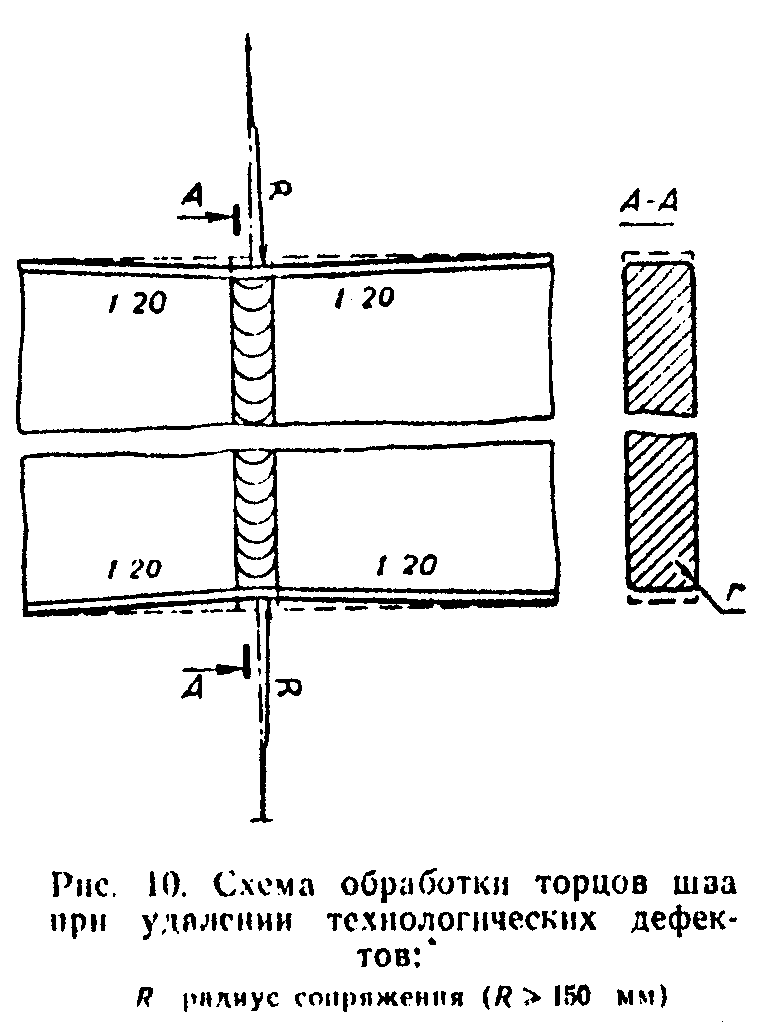 R
A
A-A
1 20
1 20
1 20
1 20
r
A
R
Рис. 10. Схема обработки торцов шва
при удалении технологических дефек-
тов:
R радиус сопряжения (R > 150 мм)